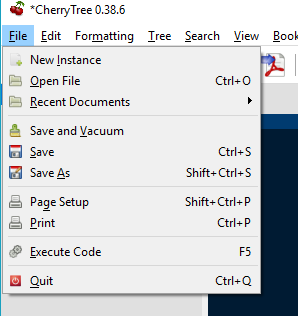 *CherryTree 0.38.6
File Edit Formatting Tree Search View Book
New Instance
Open File Ctrl+O
Recent Documents
Save and Vacuum
Save Ctrl+S
Save As Shift+Ctrl+S
Page Setup Shift+Ctrl+P
Print Ctrl+P
Execute Code F5
Quit Ctrl+Q